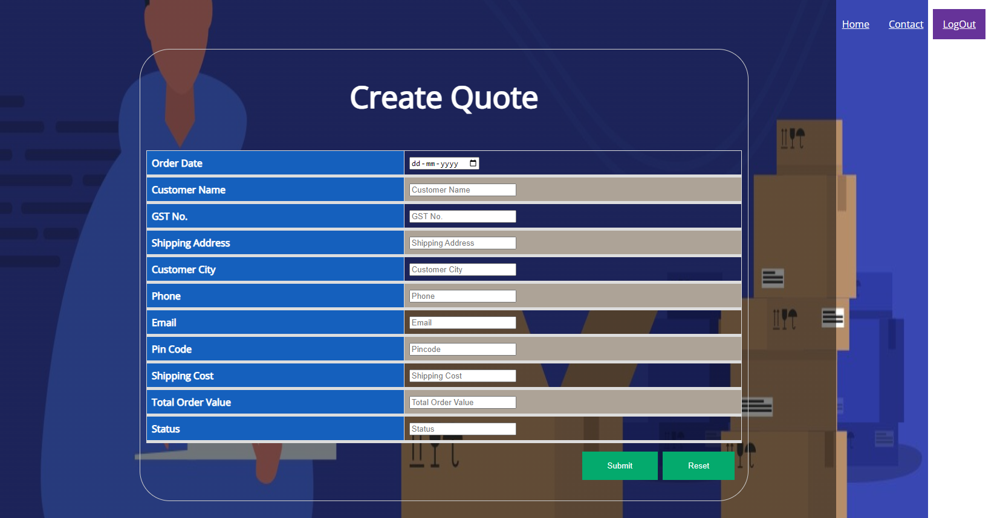 Home Contact LogOut
Create Quote
Order Date dd-mm-yyyy
Customer Name Customer Name
GST No. GST No.
Shipping Address Shipping Address
Customer City Customer City
Phone Phone
Email Email
Pin Code Pincode
Shipping Cost Shipping Cost
Total Order Value Total Order Value
Status Status
Submit Reset